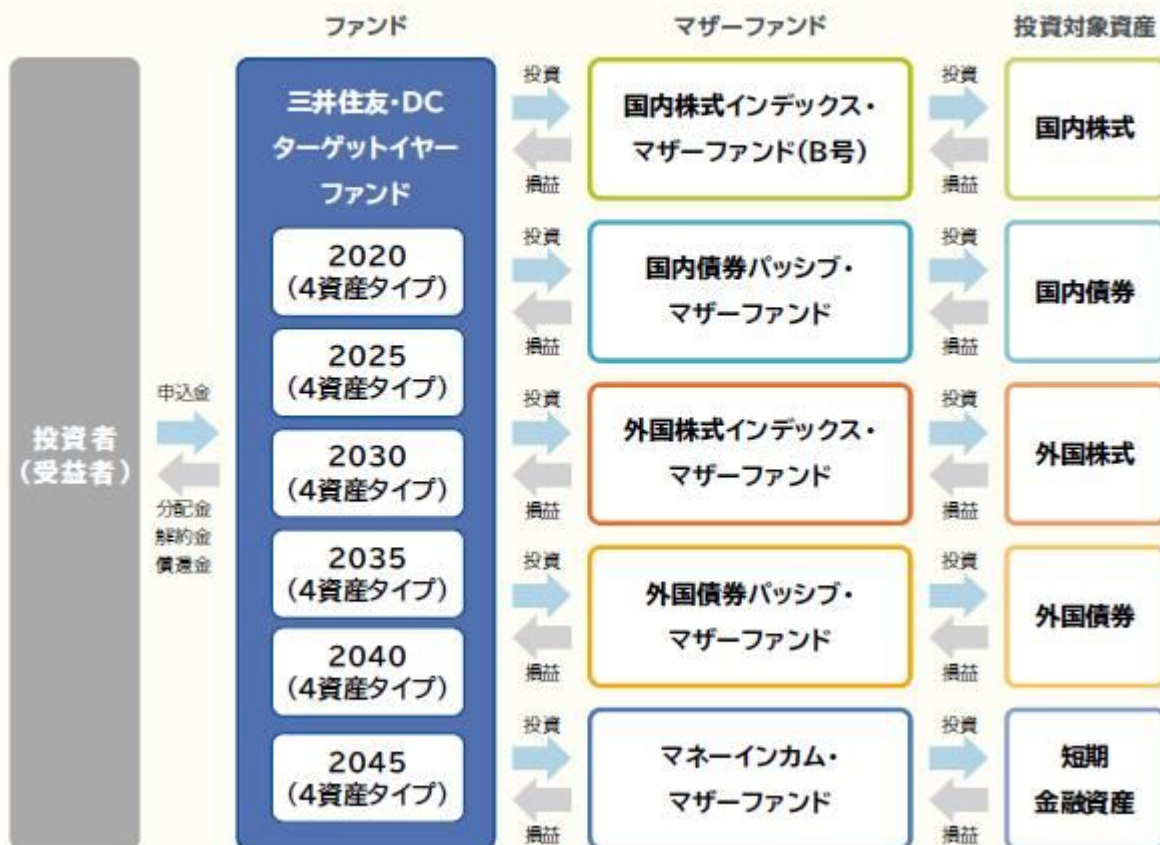 ファンド
マザーファンド
投資対象資産
投資者
(受益者)
申込金
分配金
解約金
償還金
三井住友・DC
ターゲットイヤー
ファンド
2020
(4資産タイプ)
2025
(4資産タイプ)
2030
(4資産タイプ)
2035
(4資産タイプ)
2040
(4資産タイプ)
2045
(4資産タイプ)
投資
損益
国内株式インデックス・
マザーファンド(B号)
投資
損益
国内株式
投資
損益
国内債券パッシブ・
マザーファンド
投資
損益
国内債券
投資
損益
外国株式インデックス・
マザーファンド
投資
損益
外国株式
投資
損益
外国債券パッシブ・
マザーファンド
投資
損益
外国債券
投資
損益
マネーインカム・
マザーファンド
投資
損益
短期
金融資産